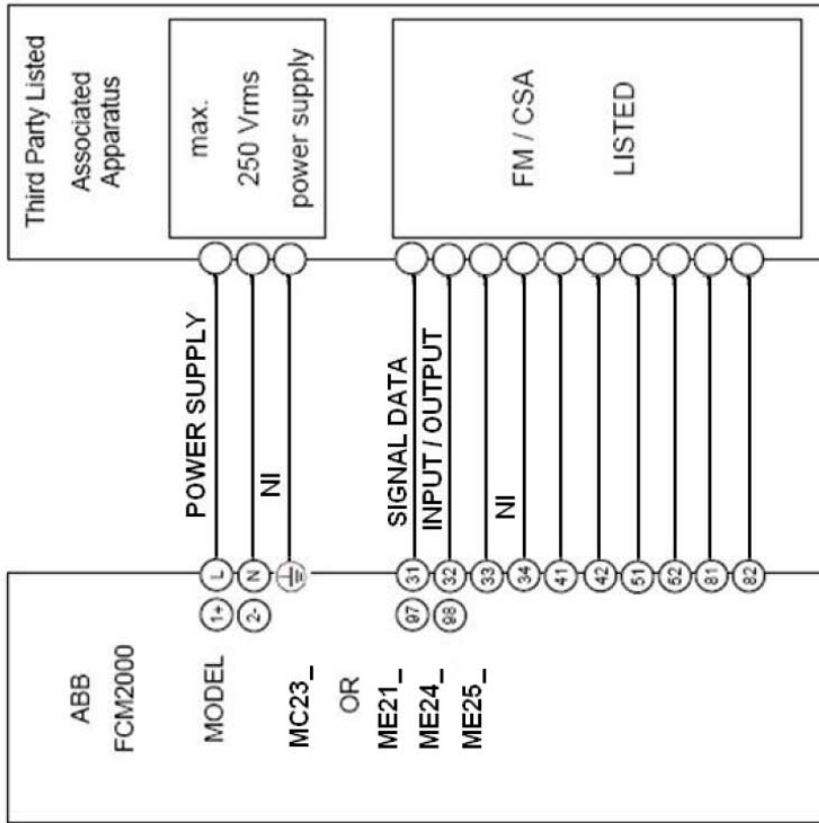 Third Party Listed
Associated
Apparatus
max.
250 Vrms
power supply
FM / CSA
LISTED
POWER SUPPLY
NI
SIGNAL DATA
INPUT / OUTPUT
NI
1+ L
2- N
97 31
98 32
33
34
41
42
51
52
81
82
ABB
FCM2000
MODEL
MC23_
OR
ME21_
ME24_
ME25_